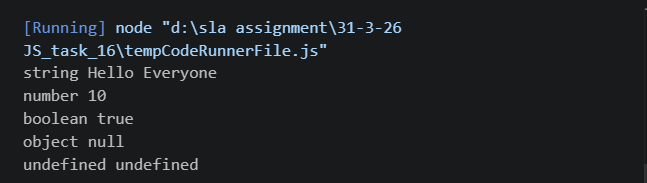 [Running] node "d:\sla assignment\31-3-26
JS_task_16\tempCodeRunnerFile.js"
string Hello Everyone
number 10
boolean true
object null
undefined undefined